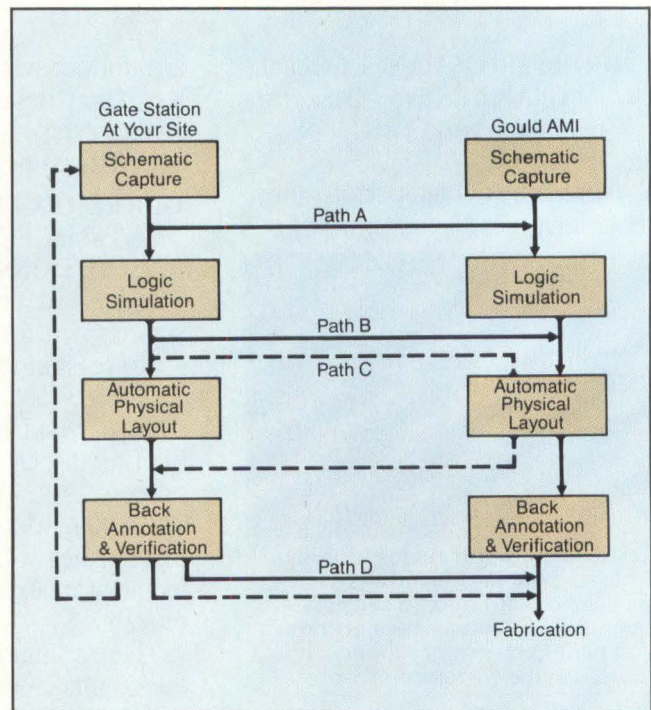 Gate Station
At Your Site
Gould AMI
Schematic
Capture
Schematic
Capture
Path A
Logic
Simulation
Logic
Simulation
Path B
Path C
Automatic
Physical
Layout
Automatic
Physical
Layout
Back
Annotation
& Verification
Back
Annotation
& Verification
Path D
Fabrication